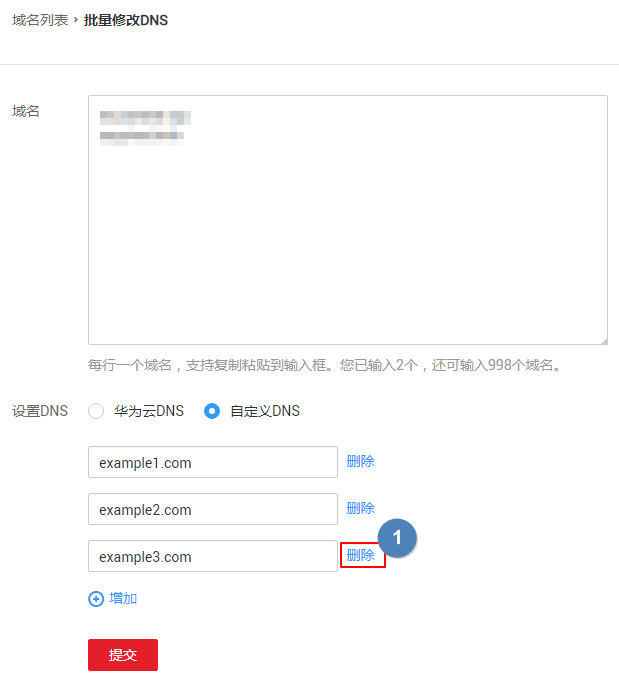 域名列表 › 批量修改DNS
域名
每行一个域名，支持复制粘贴到输入框。您已输入2个，还可输入998个域名。
设置DNS 华为云DNS 自定义DNS
example1.com 删除
example2.com 删除
example3.com 删除 1
增加
提交